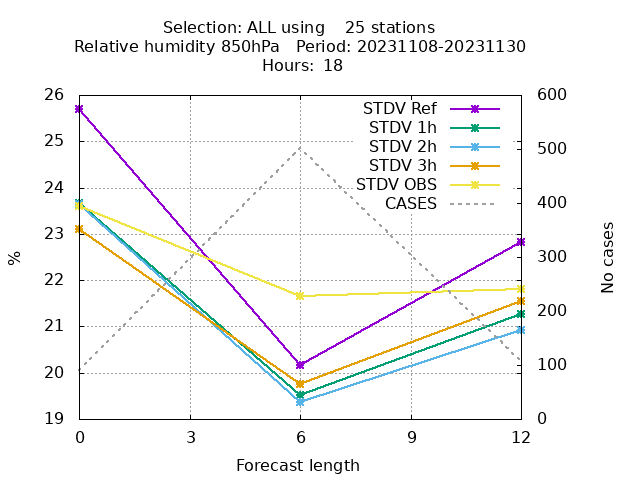 Selection: ALL using    25 stations
Relative humidity 850hPa   Period: 20231108-20231130
Hours: 18
26
25
24
23
22
21
20
19
600
500
400
300
200
100
0
STDV Ref
STDV 1h
STDV 2h
STDV 3h
STDV OBS
CASES
%
No cases
0 3 6 9 12
Forecast length